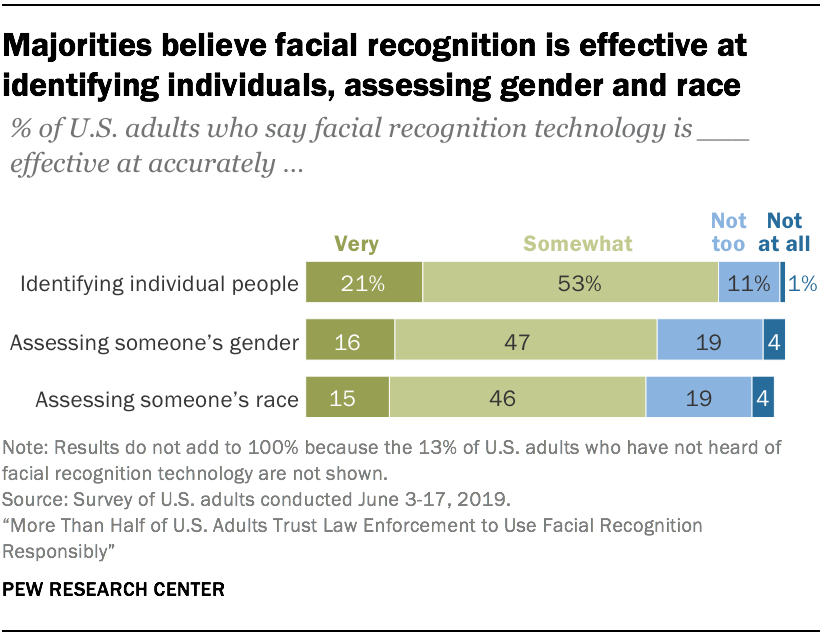 Majorities believe facial recognition is effective at
identifying individuals, assessing gender and race
% of U.S. adults who say facial recognition technology is ___
effective at accurately ...
Very Somewhat Not too Not at all
Identifying individual people 21% 53% 11% 1%
Assessing someone's gender 16 47 19 4
Assessing someone's race 15 46 19 4
Note: Results do not add to 100% because the 13% of U.S. adults who have not heard of
facial recognition technology are not shown.
Source: Survey of U.S. adults conducted June 3-17, 2019.
“More Than Half of U.S. Adults Trust Law Enforcement to Use Facial Recognition
Responsibly”
PEW RESEARCH CENTER